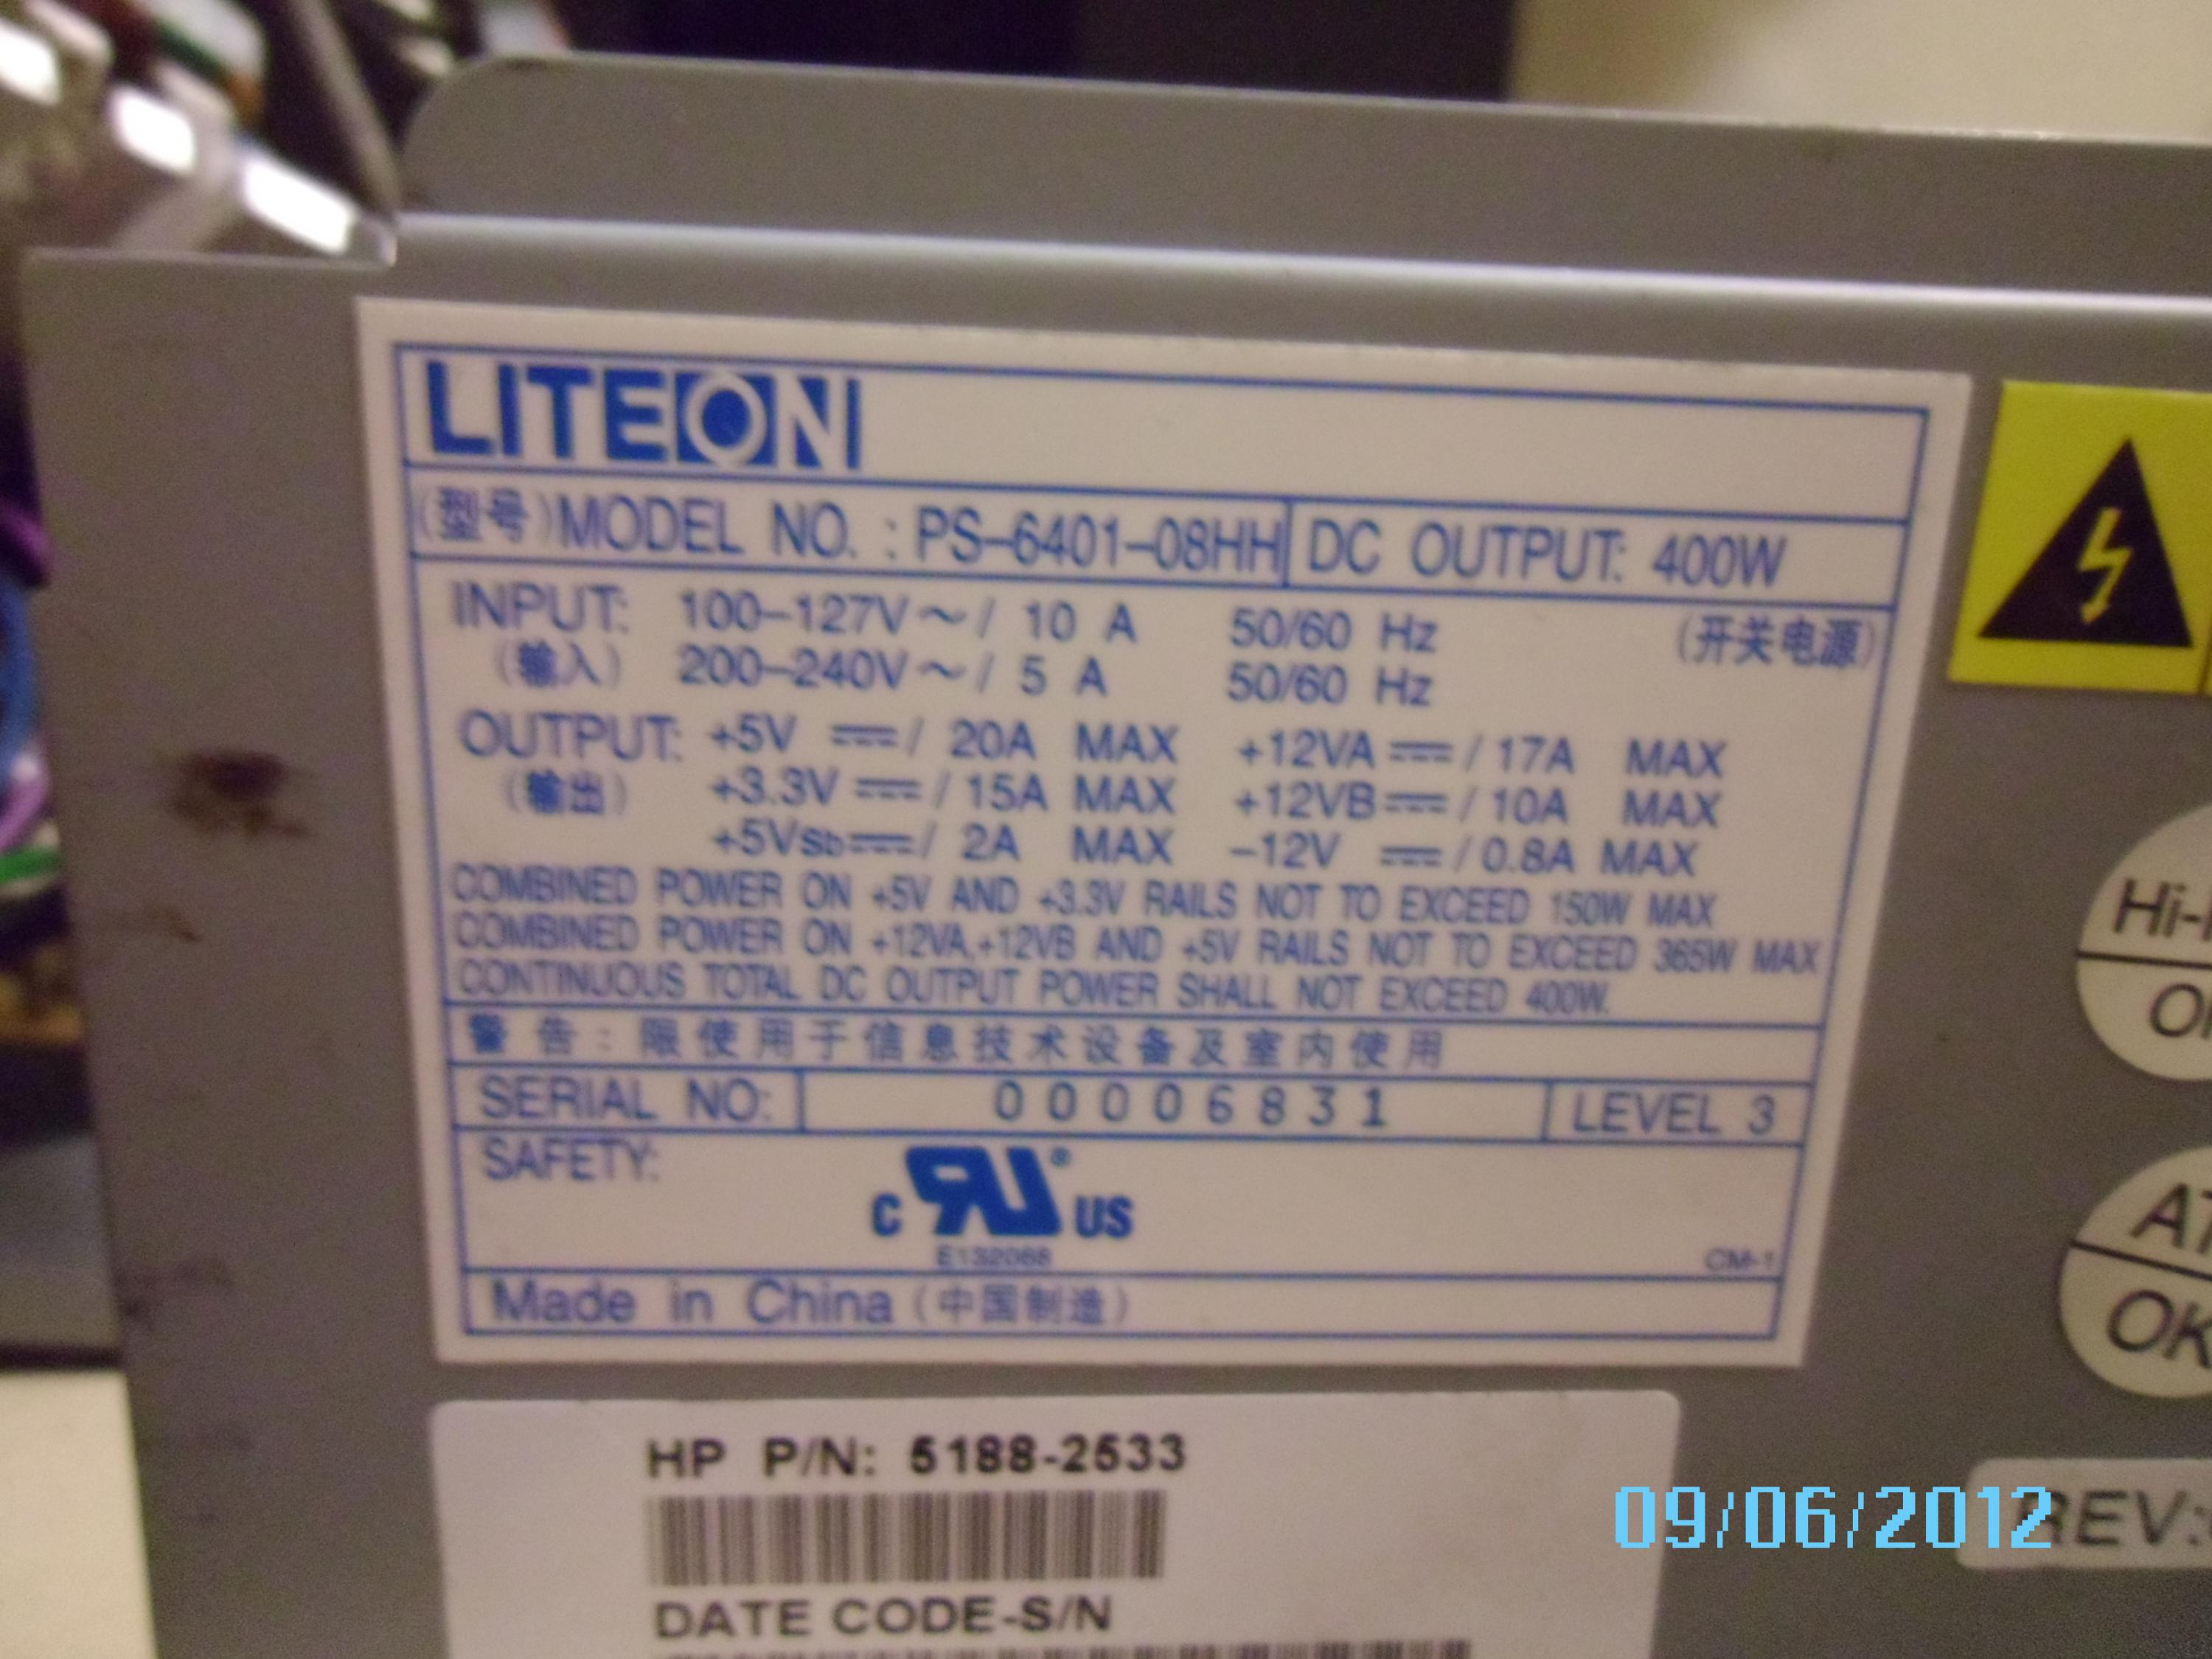 LITEON
(型号)MODEL NO. : PS-6401-08HH DC OUTPUT: 400W
INPUT: 100-127V～/ 10 A 50/60 Hz (开关电源)
(输入) 200-240V～/ 5 A 50/60 Hz
OUTPUT: +5V ⎓/ 20A MAX +12VA ⎓/ 17A MAX
(输出) +3.3V ⎓/ 15A MAX +12VB ⎓/ 10A MAX
+5Vsb ⎓/ 2A MAX -12V ⎓/ 0.8A MAX
COMBINED POWER ON +5V AND +3.3V RAILS NOT TO EXCEED 150W MAX
COMBINED POWER ON +12VA,+12VB AND +5V RAILS NOT TO EXCEED 365W MAX
CONTINUOUS TOTAL DC OUTPUT POWER SHALL NOT EXCEED 400W.
警告：限使用于信息技术设备及室内使用
SERIAL NO: 00006831 LEVEL 3
SAFETY:
C RU® US
E132068
CM-1
Made in China (中国制造)
Hi-
OK
HP P/N: 5188-2533
DATE CODE-S/N
REV:
09/06/2012